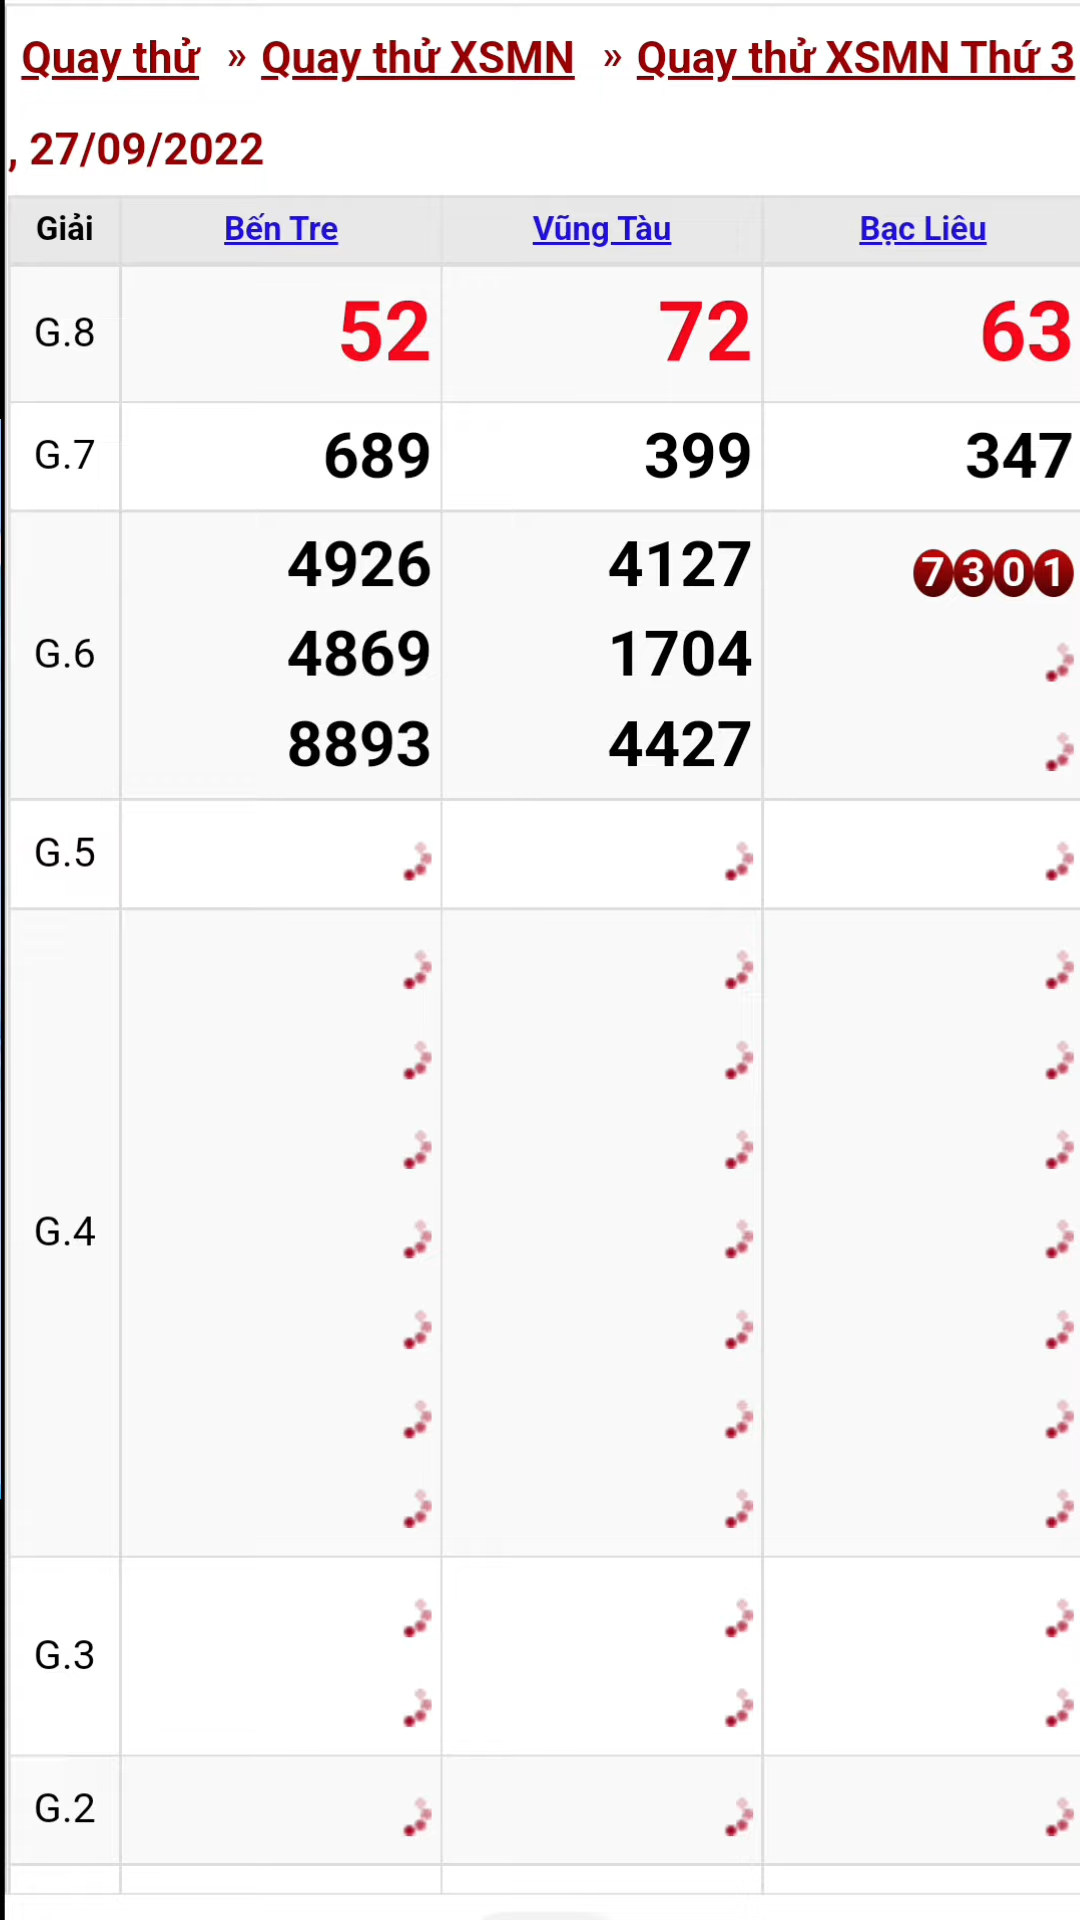 Quay thử » Quay thử XSMN » Quay thử XSMN Thứ 3
, 27/09/2022
Giải Bến Tre Vũng Tàu Bạc Liêu
G.8 52 72 63
G.7 689 399 347
G.6 4926 4127 7301
4869 1704
8893 4427
G.5
G.4
G.3
G.2